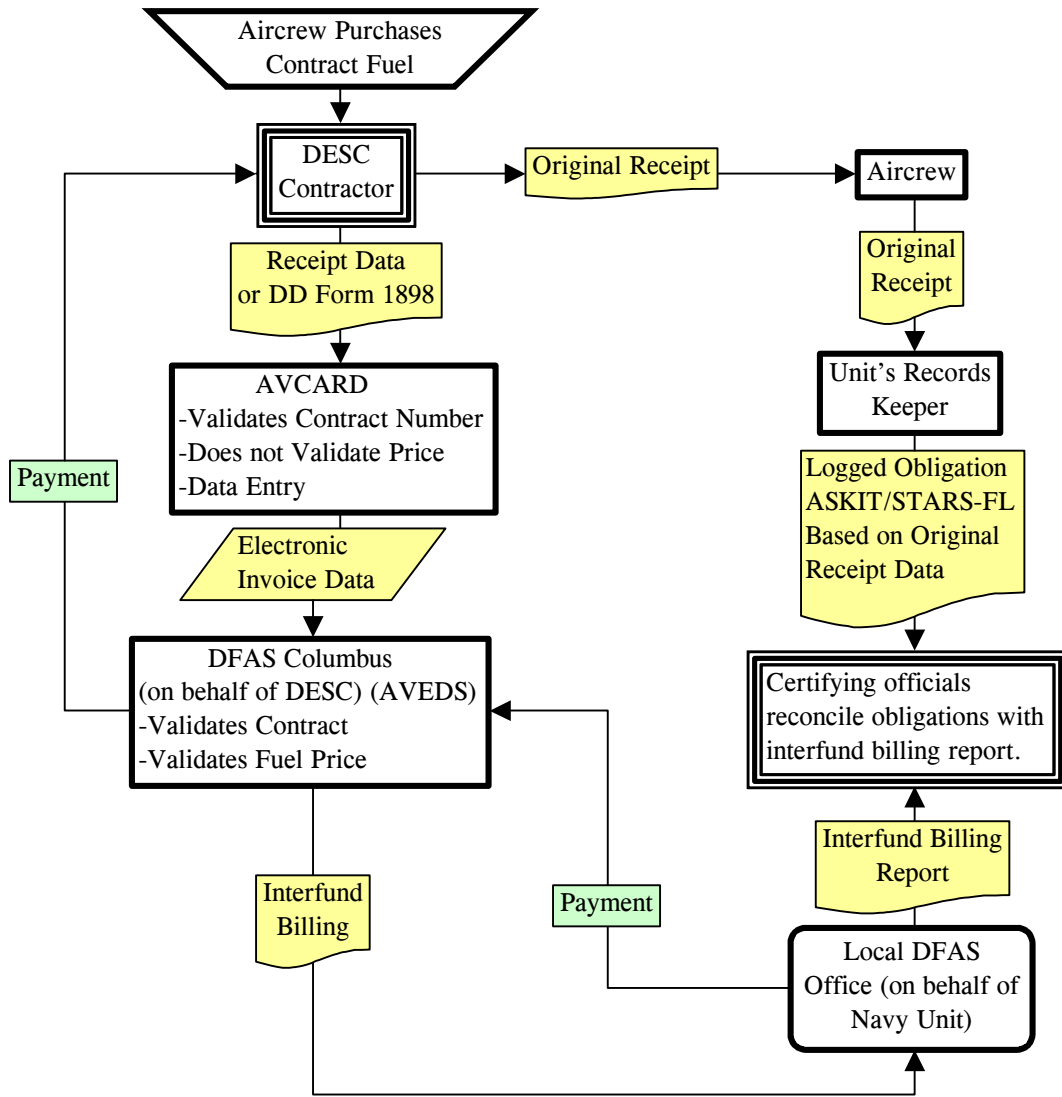 Aircrew Purchases
Contract Fuel
DESC
Contractor
Original Receipt
Aircrew
Receipt Data
or DD Form 1898
Original
Receipt
AVCARD
-Validates Contract Number
-Does not Validate Price
-Data Entry
Unit's Records
Keeper
Payment
Logged Obligation
ASKIT/STARS-FL
Based on Original
Receipt Data
Electronic
Invoice Data
DFAS Columbus
(on behalf of DESC) (AVEDS)
-Validates Contract
-Validates Fuel Price
Certifying officials
reconcile obligations with
interfund billing report.
Interfund
Billing
Payment
Interfund Billing
Report
Local DFAS
Office (on behalf of
Navy Unit)